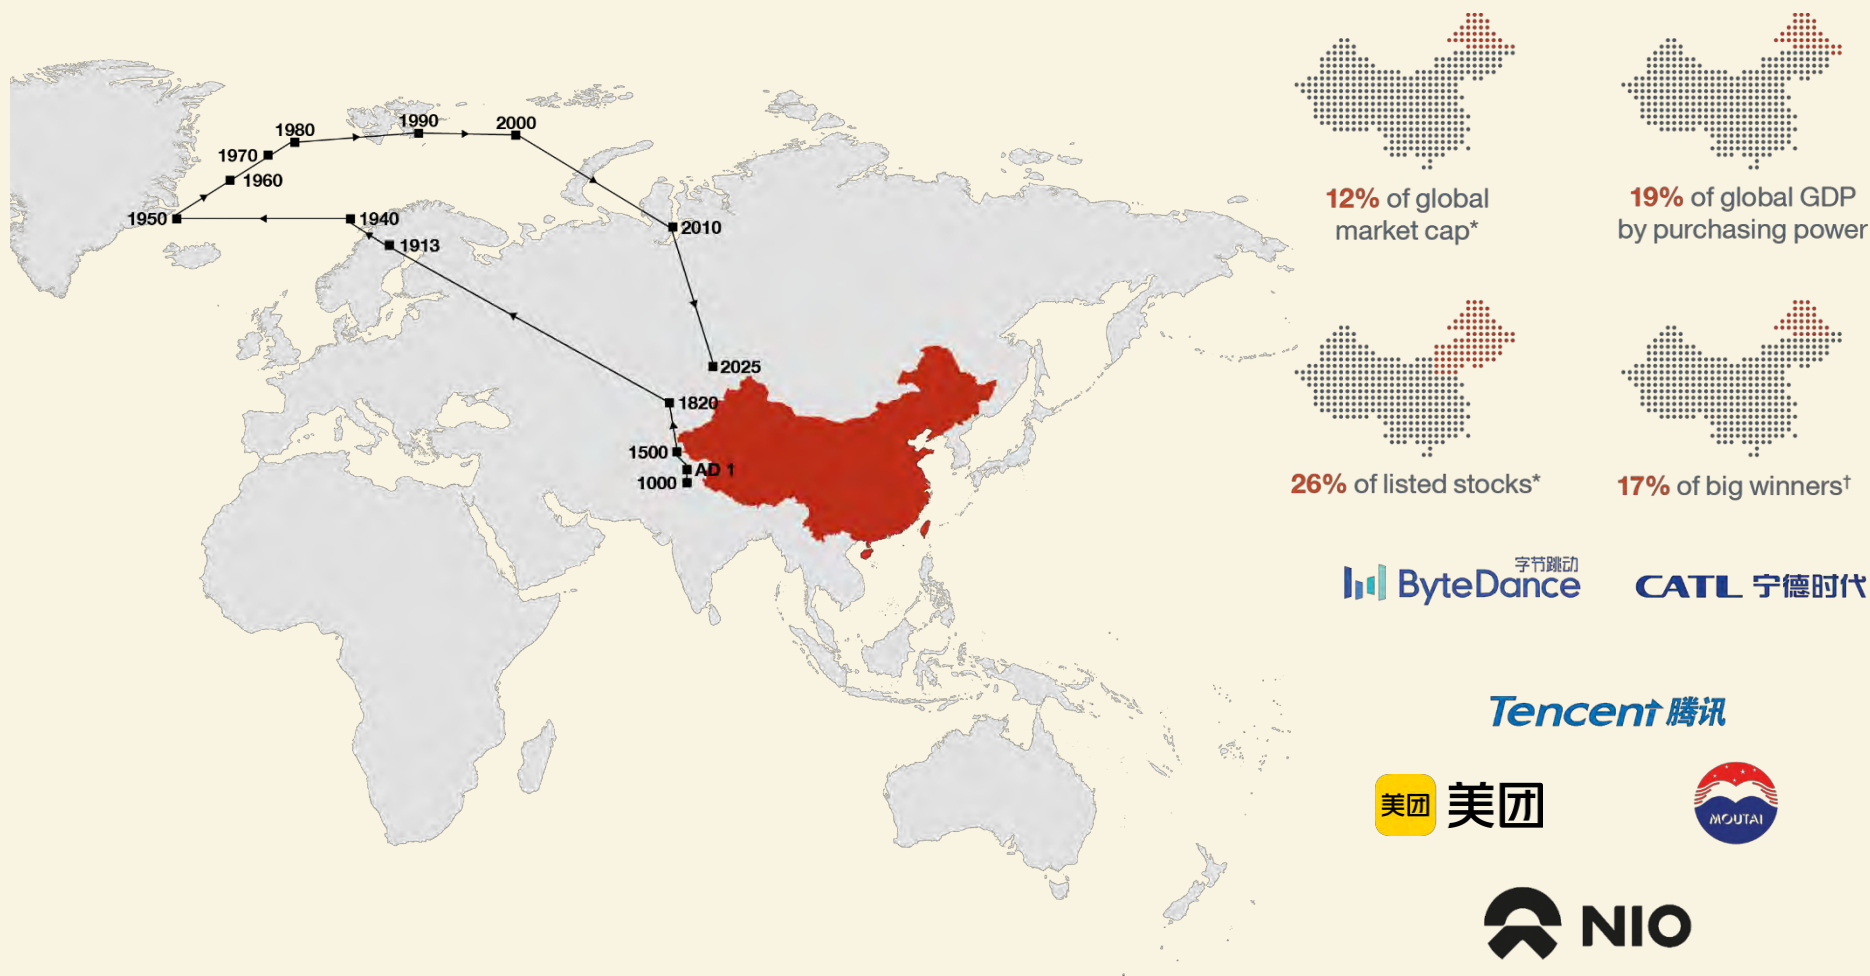 1980
1990
2000
1970
1960
1950
1940
1913
2010
2025
1820
1500
AD 1
1000
12% of global
market cap*
19% of global GDP
by purchasing power
26% of listed stocks*
17% of big winners†
字节跳动
ByteDance
CATL 宁德时代
Tencent 腾讯
美团 美团
MOUTAI
NIO